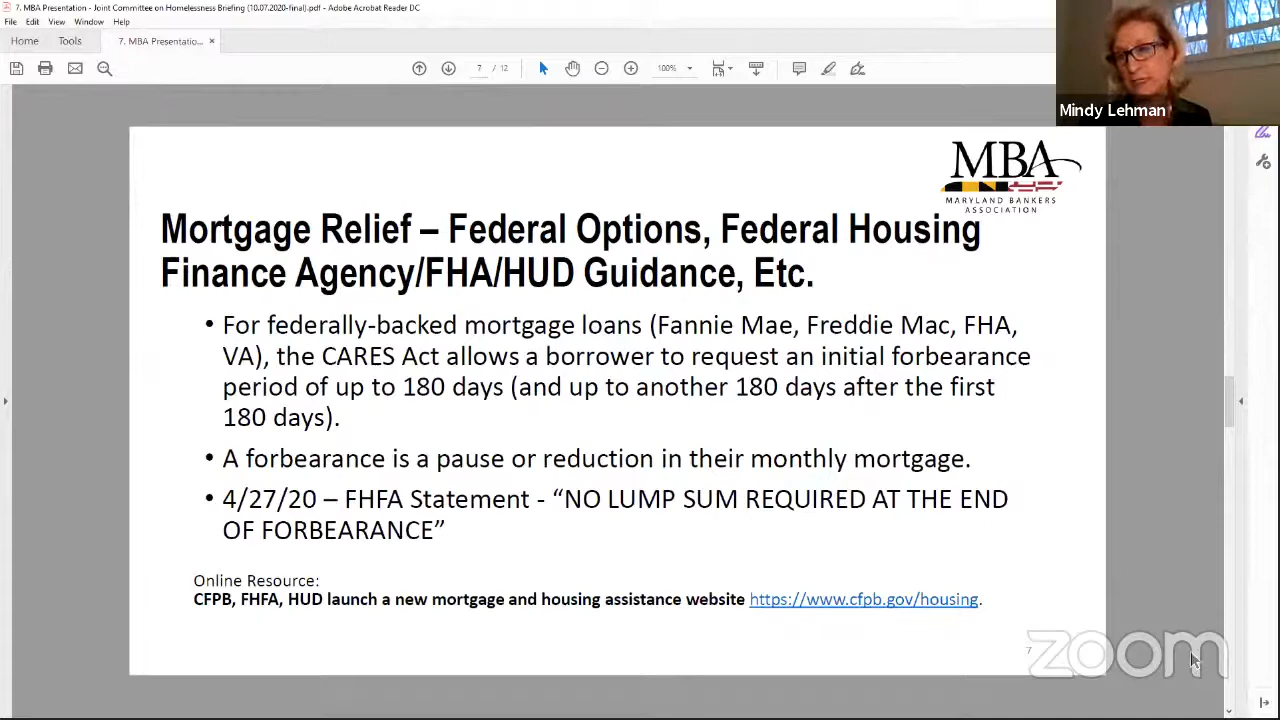 7. MBA Presentation - Joint Committee on Homelessness Briefing (10.07.2020-final).pdf - Adobe Acrobat Reader DC
File Edit View Window Help
Home Tools 7. MBA Presentatio... ×
7 / 12 100%
Mindy Lehman
MBA
MARYLAND BANKERS
ASSOCIATION
Mortgage Relief – Federal Options, Federal Housing
Finance Agency/FHA/HUD Guidance, Etc.
• For federally-backed mortgage loans (Fannie Mae, Freddie Mac, FHA,
VA), the CARES Act allows a borrower to request an initial forbearance
period of up to 180 days (and up to another 180 days after the first
180 days).
• A forbearance is a pause or reduction in their monthly mortgage.
• 4/27/20 – FHFA Statement - “NO LUMP SUM REQUIRED AT THE END
OF FORBEARANCE”
Online Resource:
CFPB, FHFA, HUD launch a new mortgage and housing assistance website https://www.cfpb.gov/housing.
7
zoom